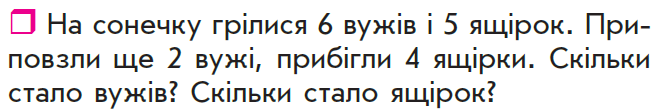 На сонечку грілися 6 вужів і 5 ящірок. При-
повзли ще 2 вужі, прибігли 4 ящірки. Скільки
стало вужів? Скільки стало ящірок?